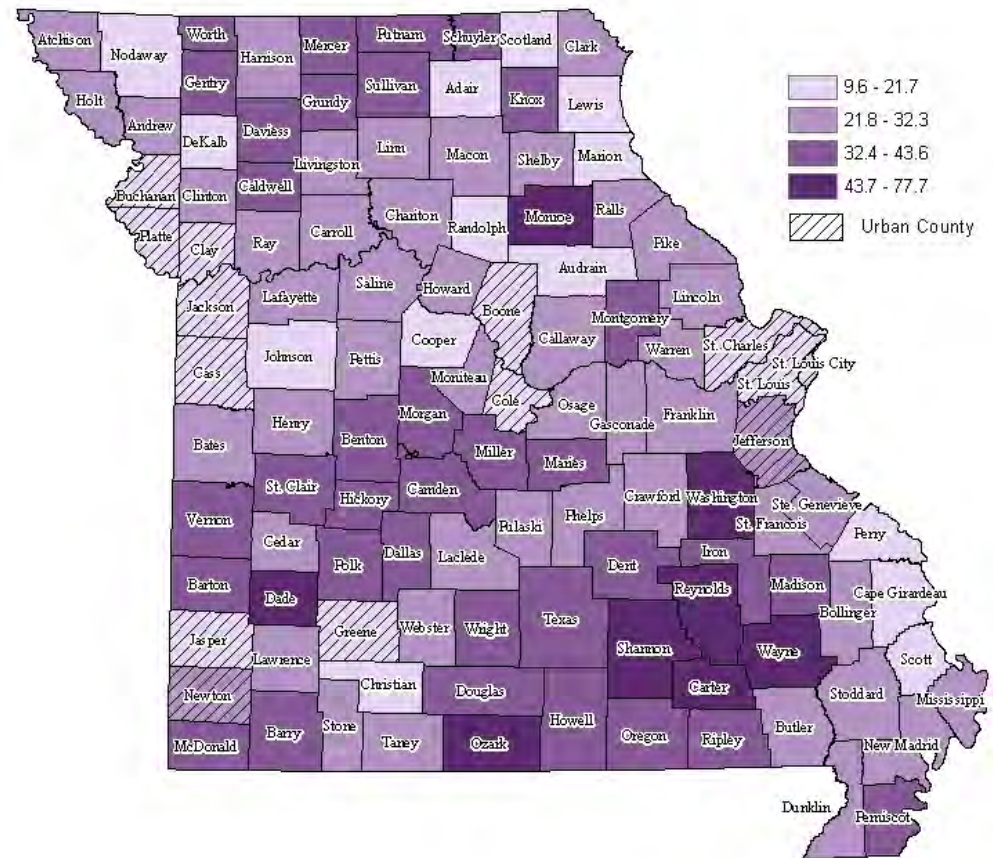 Atchison
Nodaway
Worth
Harrison
Mercer
Putnam
Schuyler
Scotland
Clark
Holt
Gentry
Grundy
Sullivan
Adair
Knox
Lewis
Andrew
DeKalb
Daviess
Livingston
Linn
Macon
Shelby
Marion
Buchanan
Clinton
Caldwell
Chariton
Randolph
Monroe
Ralls
Platte
Clay
Ray
Carroll
Pike
Audrain
Jackson
Lafayette
Saline
Howard
Boone
Lincoln
Montgomery
Callaway
Warren
St. Charles
St. Louis City
St. Louis
Cass
Johnson
Pettis
Cooper
Moniteau
Cole
Osage
Gasconade
Franklin
Jefferson
Bates
Henry
Benton
Morgan
Miller
Maries
Crawford
Washington
St. Francois
Ste. Genevieve
Perry
St. Clair
Hickory
Camden
Pulaski
Phelps
Vernon
Cedar
Polk
Dallas
Laclede
Dent
Iron
Reynolds
Madison
Bollinger
Cape Girardeau
Barton
Dade
Greene
Webster
Wright
Texas
Shannon
Wayne
Scott
Jasper
Lawrence
Christian
Douglas
Carter
Stoddard
Mississippi
Newton
McDonald
Barry
Stone
Taney
Ozark
Howell
Oregon
Ripley
Butler
New Madrid
Dunklin
Pemiscot
9.6 - 21.7
21.8 - 32.3
32.4 - 43.6
43.7 - 77.7
Urban County